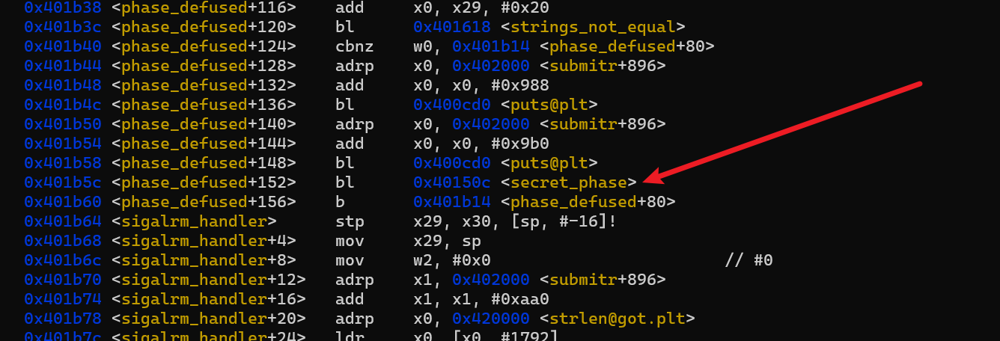 0x401b38 <phase_defused+116> add x0, x29, #0x20
0x401b3c <phase_defused+120> bl 0x401618 <strings_not_equal>
0x401b40 <phase_defused+124> cbnz w0, 0x401b14 <phase_defused+80>
0x401b44 <phase_defused+128> adrp x0, 0x402000 <submitr+896>
0x401b48 <phase_defused+132> add x0, x0, #0x988
0x401b4c <phase_defused+136> bl 0x400cd0 <puts@plt>
0x401b50 <phase_defused+140> adrp x0, 0x402000 <submitr+896>
0x401b54 <phase_defused+144> add x0, x0, #0x9b0
0x401b58 <phase_defused+148> bl 0x400cd0 <puts@plt>
0x401b5c <phase_defused+152> bl 0x40150c <secret_phase>
0x401b60 <phase_defused+156> b 0x401b14 <phase_defused+80>
0x401b64 <sigalrm_handler> stp x29, x30, [sp, #-16]!
0x401b68 <sigalrm_handler+4> mov x29, sp
0x401b6c <sigalrm_handler+8> mov w2, #0x0 // #0
0x401b70 <sigalrm_handler+12> adrp x1, 0x402000 <submitr+896>
0x401b74 <sigalrm_handler+16> add x1, x1, #0xaa0
0x401b78 <sigalrm_handler+20> adrp x0, 0x420000 <strlen@got.plt>
0x401b7c <sigalrm_handler+24> ldr x0, [x0, #1792]